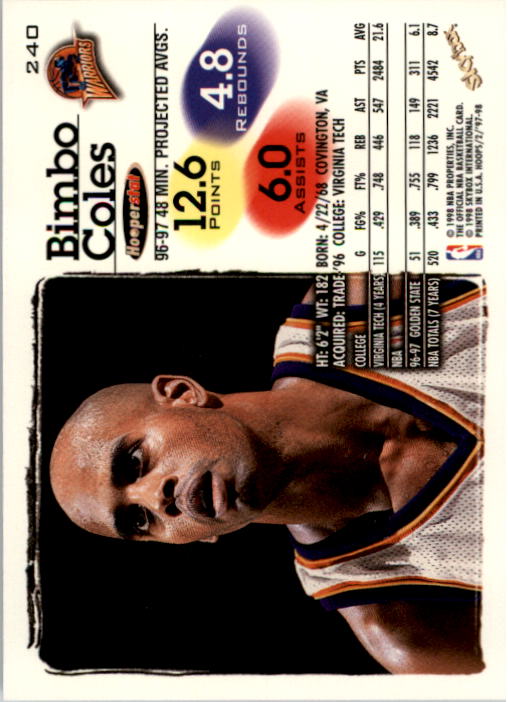 240
WARRIORS
Bimbo
Coles
Hooperstat
96-97 48 MIN. PROJECTED AVGS.
12.6
POINTS
4.8
REBOUNDS
6.0
ASSISTS
HT: 6'2" WT: 182 BORN: 4/22/68 COVINGTON, VA
ACQUIRED: TRADE-'96 COLLEGE: VIRGINIA TECH
COLLEGE G FG% FT% REB AST PTS AVG
VIRGINIA TECH (4 YEARS) 115 .429 .748 446 547 2484 21.6
NBA
96-97 GOLDEN STATE 51 .389 .755 118 149 311 6.1
NBA TOTALS (7 YEARS) 520 .433 .799 1236 2221 4542 8.7
© 1998 NBA PROPERTIES, INC.
THE OFFICIAL NBA BASKETBALL CARD.
© 1998 SKYBOX INTERNATIONAL.
PRINTED IN U.S.A. HOOPS/2/'97-98
SKYBOX